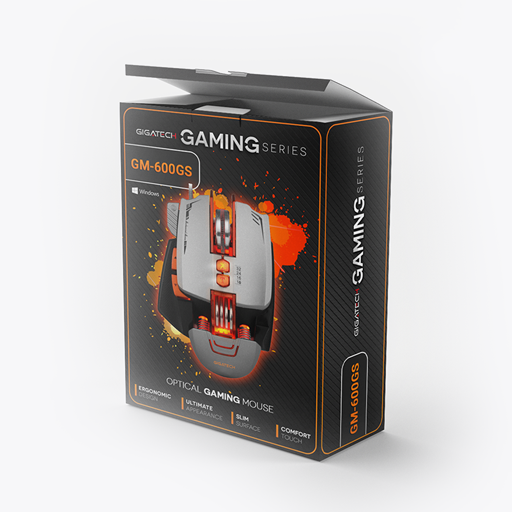 GIGATECH GAMING SERIES
GM-600GS
Windows
GIGATECH
OPTICAL GAMING MOUSE
ERGONOMIC
DESIGN
ULTIMATE
APPEARANCE
SLIM
SURFACE
COMFORT
TOUCH
GIGATECH GAMING SERIES
GM-600GS